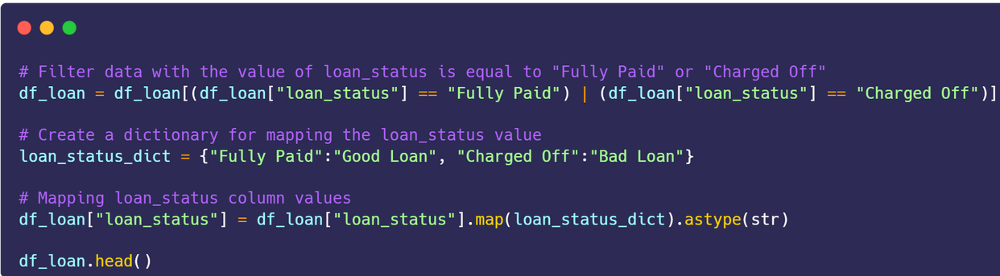 # Filter data with the value of loan_status is equal to "Fully Paid" or "Charged Off"
df_loan = df_loan[(df_loan["loan_status"] == "Fully Paid") | (df_loan["loan_status"] == "Charged Off")]
# Create a dictionary for mapping the loan_status value
loan_status_dict = {"Fully Paid":"Good Loan", "Charged Off":"Bad Loan"}
# Mapping loan_status column values
df_loan["loan_status"] = df_loan["loan_status"].map(loan_status_dict).astype(str)
df_loan.head()